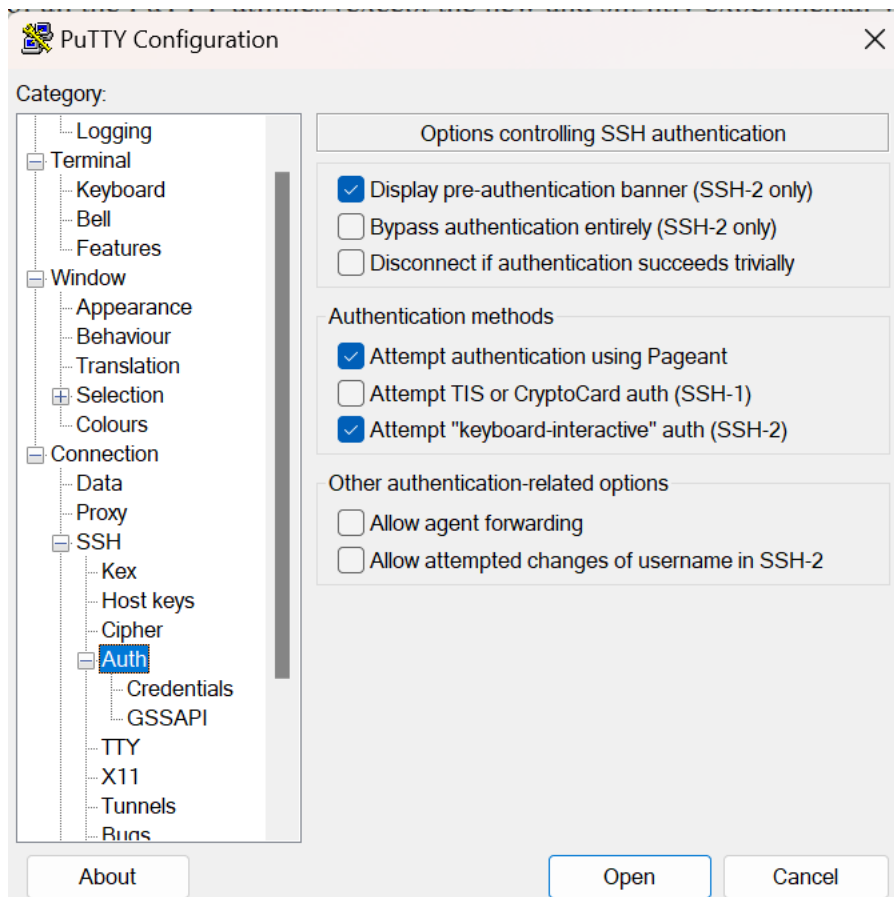 PuTTY Configuration
Category:
Logging
Terminal
Keyboard
Bell
Features
Window
Appearance
Behaviour
Translation
Selection
Colours
Connection
Data
Proxy
SSH
Kex
Host keys
Cipher
Auth
Credentials
GSSAPI
TTY
X11
Tunnels
Bugs
Options controlling SSH authentication
Display pre-authentication banner (SSH-2 only)
Bypass authentication entirely (SSH-2 only)
Disconnect if authentication succeeds trivially
Authentication methods
Attempt authentication using Pageant
Attempt TIS or CryptoCard auth (SSH-1)
Attempt "keyboard-interactive" auth (SSH-2)
Other authentication-related options
Allow agent forwarding
Allow attempted changes of username in SSH-2
About
Open
Cancel